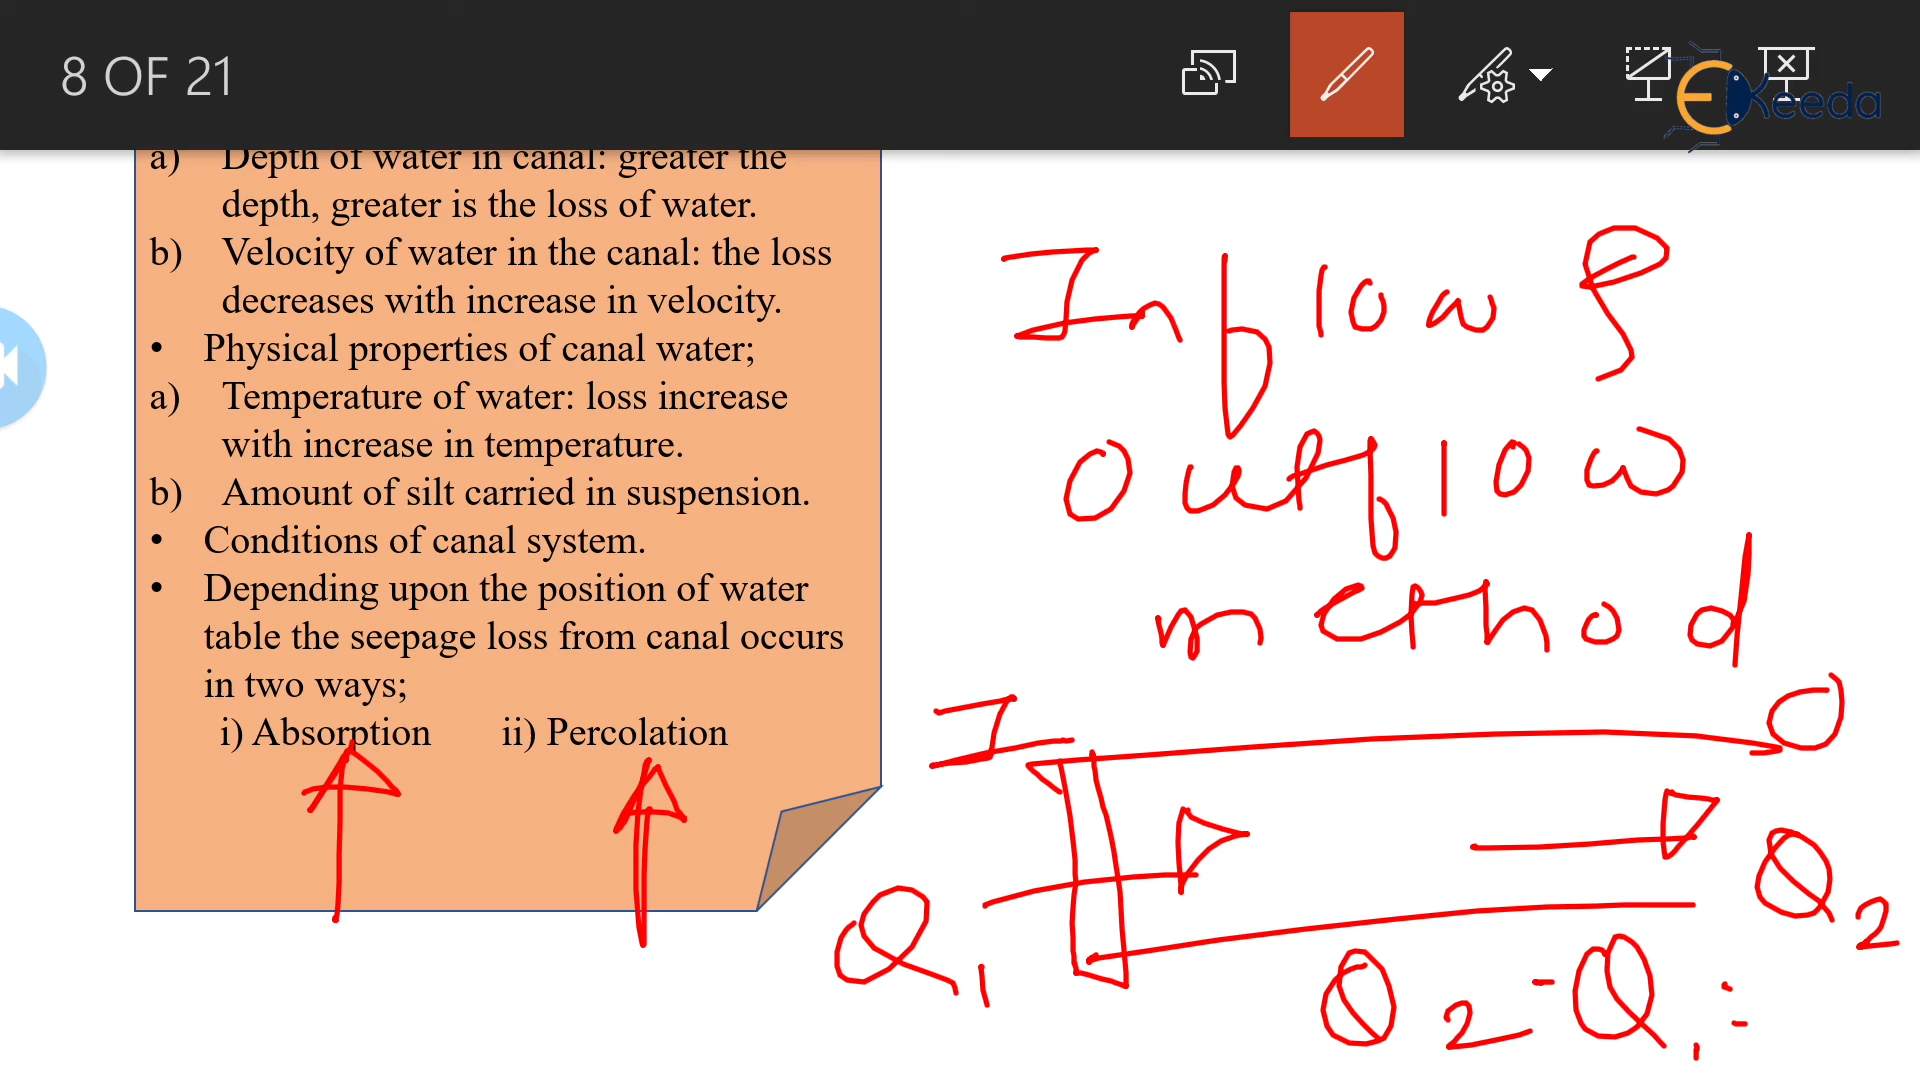 8 OF 21
EKeeda
a) Depth of water in canal: greater the
depth, greater is the loss of water.
b) Velocity of water in the canal: the loss
decreases with increase in velocity.
• Physical properties of canal water;
a) Temperature of water: loss increase
with increase in temperature.
b) Amount of silt carried in suspension.
• Conditions of canal system.
• Depending upon the position of water
table the seepage loss from canal occurs
in two ways;
i) Absorption ii) Percolation
Inflow &
Outflow
method
I O
Q1 Q2
Q2 - Q1 =